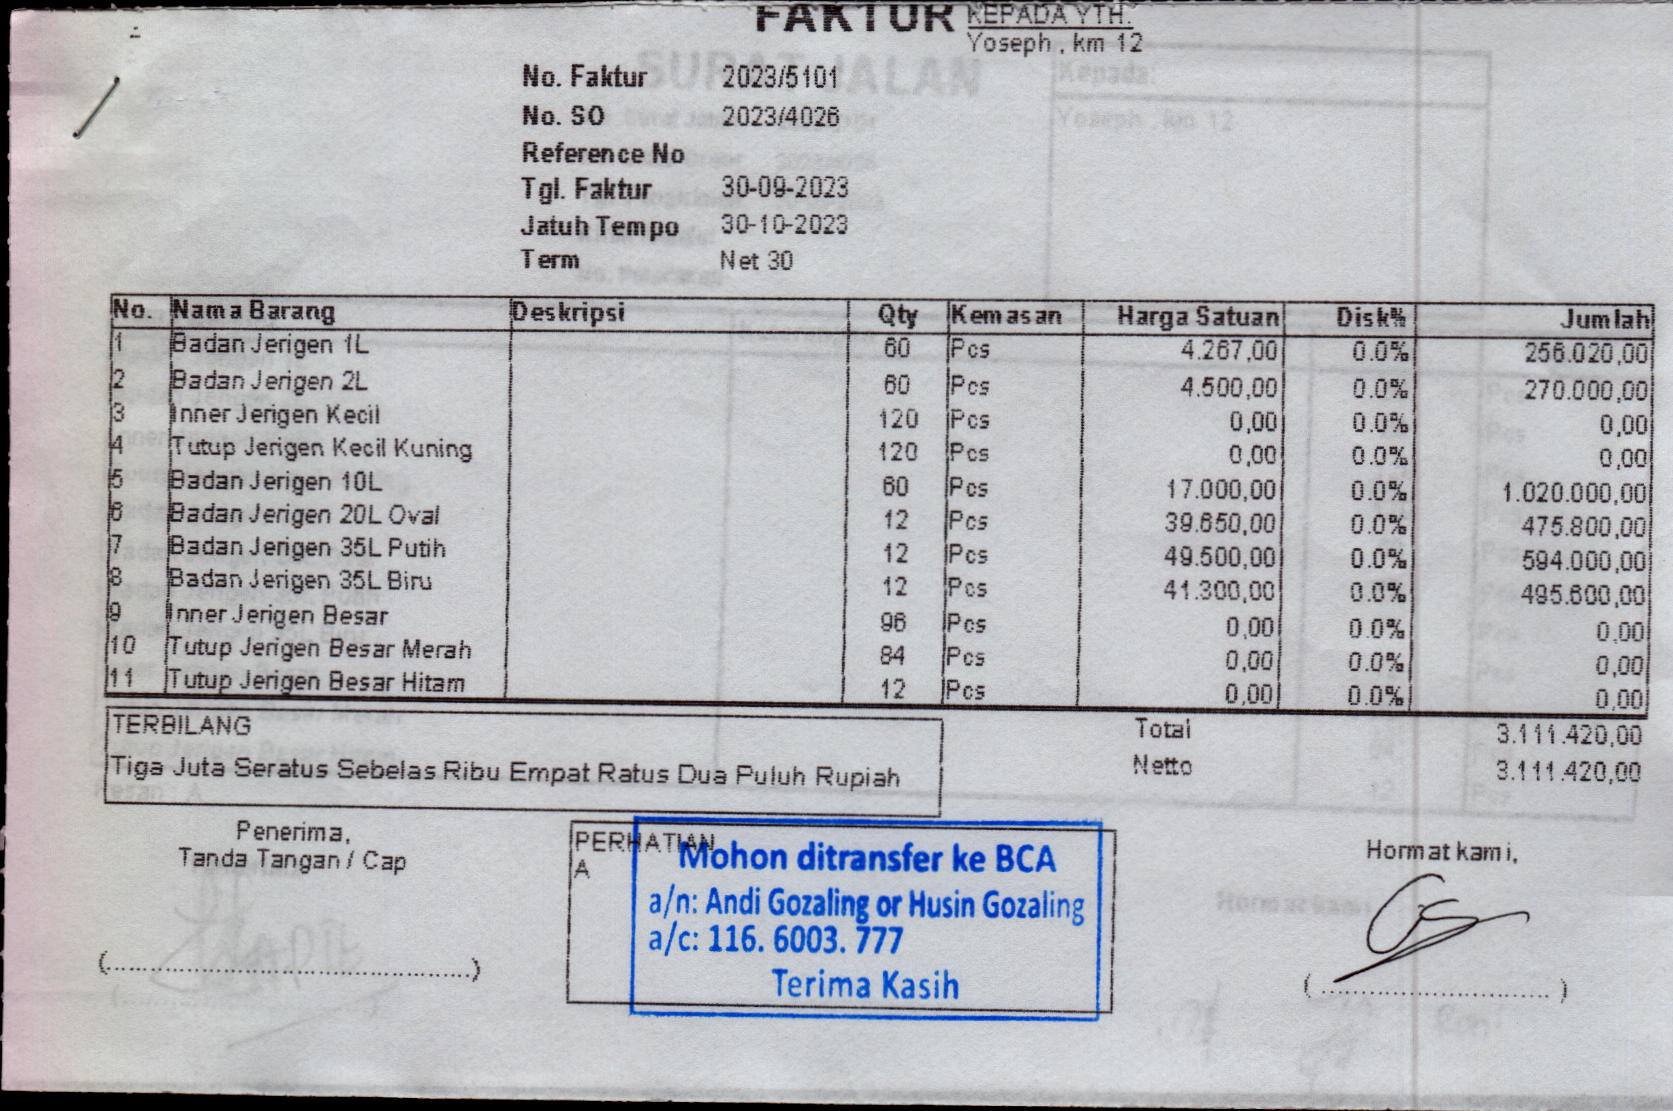 FAKTUR KEPADA YTH.
Yoseph , km 12
No. Faktur 2023/5101
No. SO 2023/4026
Reference No
Tgl. Faktur 30-09-2023
Jatuh Tempo 30-10-2023
Term Net 30
No. Nama Barang Deskripsi Qty Kemasan Harga Satuan Disk% Jumlah
1 Badan Jerigen 1L 60 Pcs 4.267,00 0.0% 256.020,00
2 Badan Jerigen 2L 60 Pcs 4.500,00 0.0% 270.000,00
3 Inner Jerigen Kecil 120 Pcs 0,00 0.0% 0,00
4 Tutup Jerigen Kecil Kuning 120 Pcs 0,00 0.0% 0,00
5 Badan Jerigen 10L 60 Pcs 17.000,00 0.0% 1.020.000,00
6 Badan Jerigen 20L Oval 12 Pcs 39.650,00 0.0% 475.800,00
7 Badan Jerigen 35L Putih 12 Pcs 49.500,00 0.0% 594.000,00
8 Badan Jerigen 35L Biru 12 Pcs 41.300,00 0.0% 495.600,00
9 Inner Jerigen Besar 96 Pcs 0,00 0.0% 0,00
10 Tutup Jerigen Besar Merah 84 Pcs 0,00 0.0% 0,00
11 Tutup Jerigen Besar Hitam 12 Pcs 0,00 0.0% 0,00
TERBILANG Total 3.111.420,00
Tiga Juta Seratus Sebelas Ribu Empat Ratus Dua Puluh Rupiah Netto 3.111.420,00
Penerima,
Tanda Tangan / Cap
PERHATIAN
A
Mohon ditransfer ke BCA
a/n: Andi Gozaling or Husin Gozaling
a/c: 116. 6003. 777
Terima Kasih
Hormat kami,
SURAT JALAN
Kepada:
Yoseph , km 12